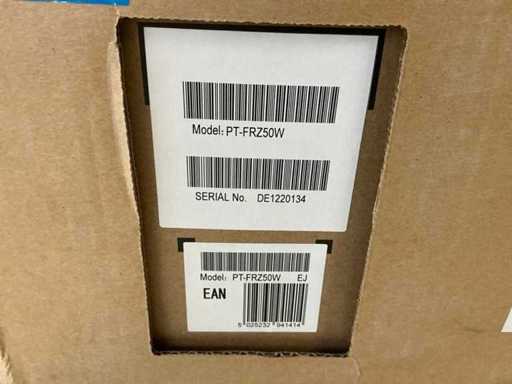 Model: PT-FRZ50W
SERIAL No. DE1220134
Model: PT-FRZ50W EJ
EAN
5 025232 941414